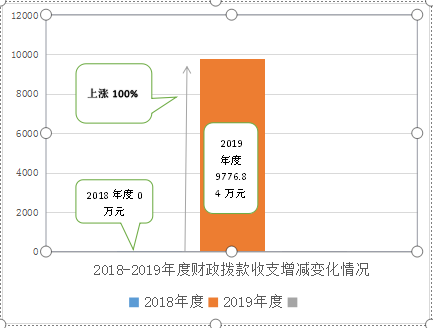 12000
10000
8000
6000
4000
2000
0
上涨 100%
2018 年度 0
万元
2019
年度
9776.8
4 万元
2018-2019年度财政拨款收支增减变化情况
2018年度
2019年度